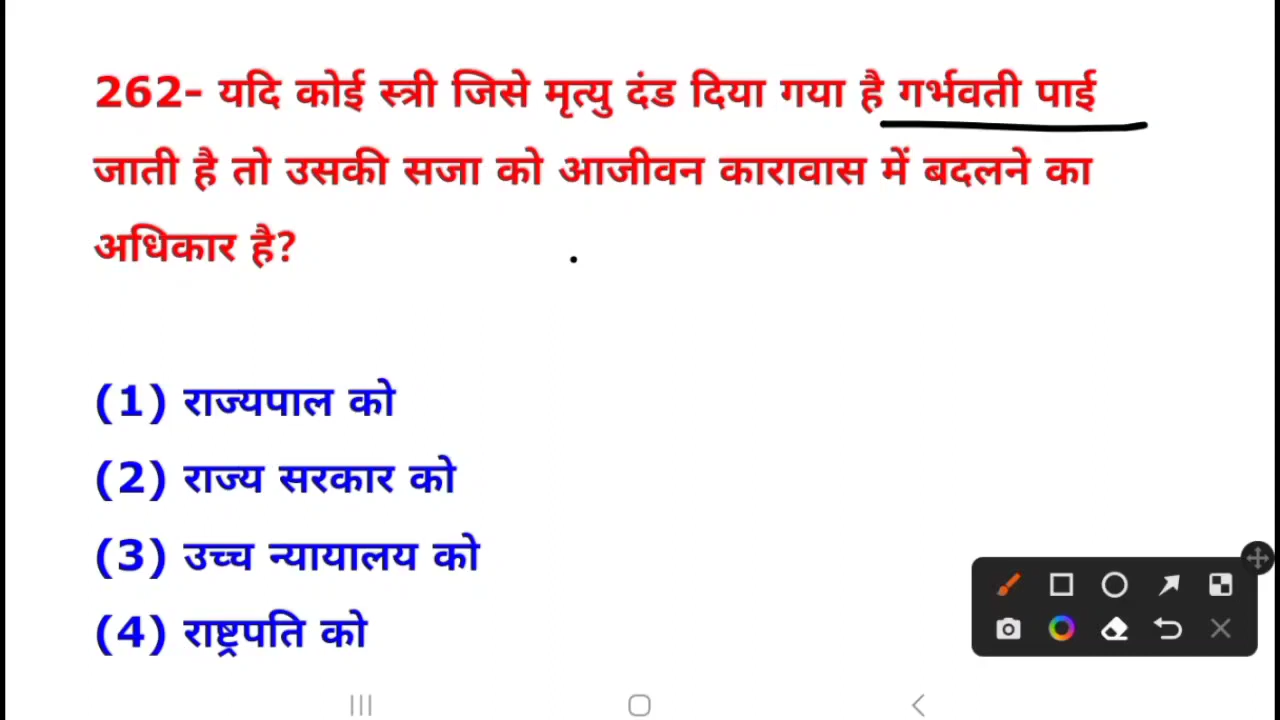 262- यदि कोई स्त्री जिसे मृत्यु दंड दिया गया है गर्भवती पाई
जाती है तो उसकी सजा को आजीवन कारावास में बदलने का
अधिकार है?
(1) राज्यपाल को
(2) राज्य सरकार को
(3) उच्च न्यायालय को
(4) राष्ट्रपति को